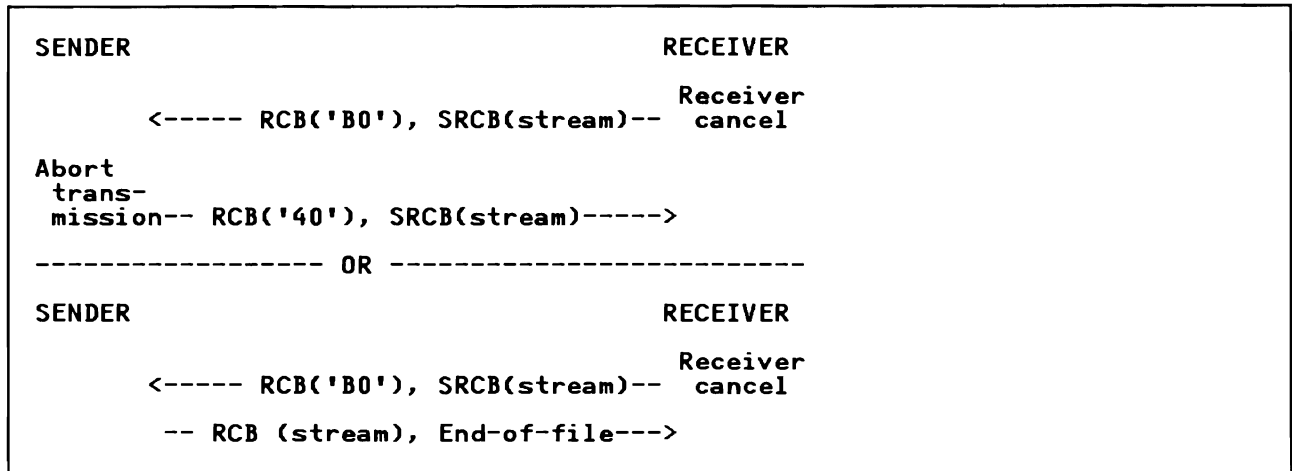 SENDER RECEIVER
Receiver
<----- RCB('B0'), SRCB(stream)-- cancel
Abort
trans-
mission-- RCB('40'), SRCB(stream)----->
------------------ OR --------------------------
SENDER RECEIVER
Receiver
<----- RCB('B0'), SRCB(stream)-- cancel
-- RCB (stream), End-of-file--->